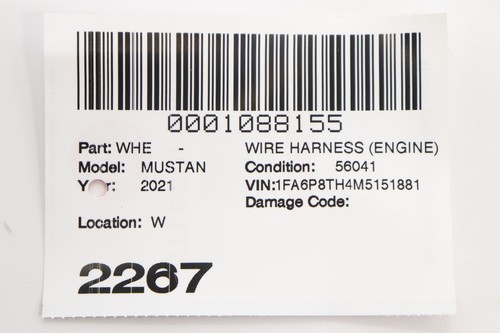 0001088155
Part: WHE - WIRE HARNESS (ENGINE)
Model: MUSTAN Condition: 56041
Year: 2021 VIN:1FA6P8TH4M5151881
Damage Code:
Location: W
2267